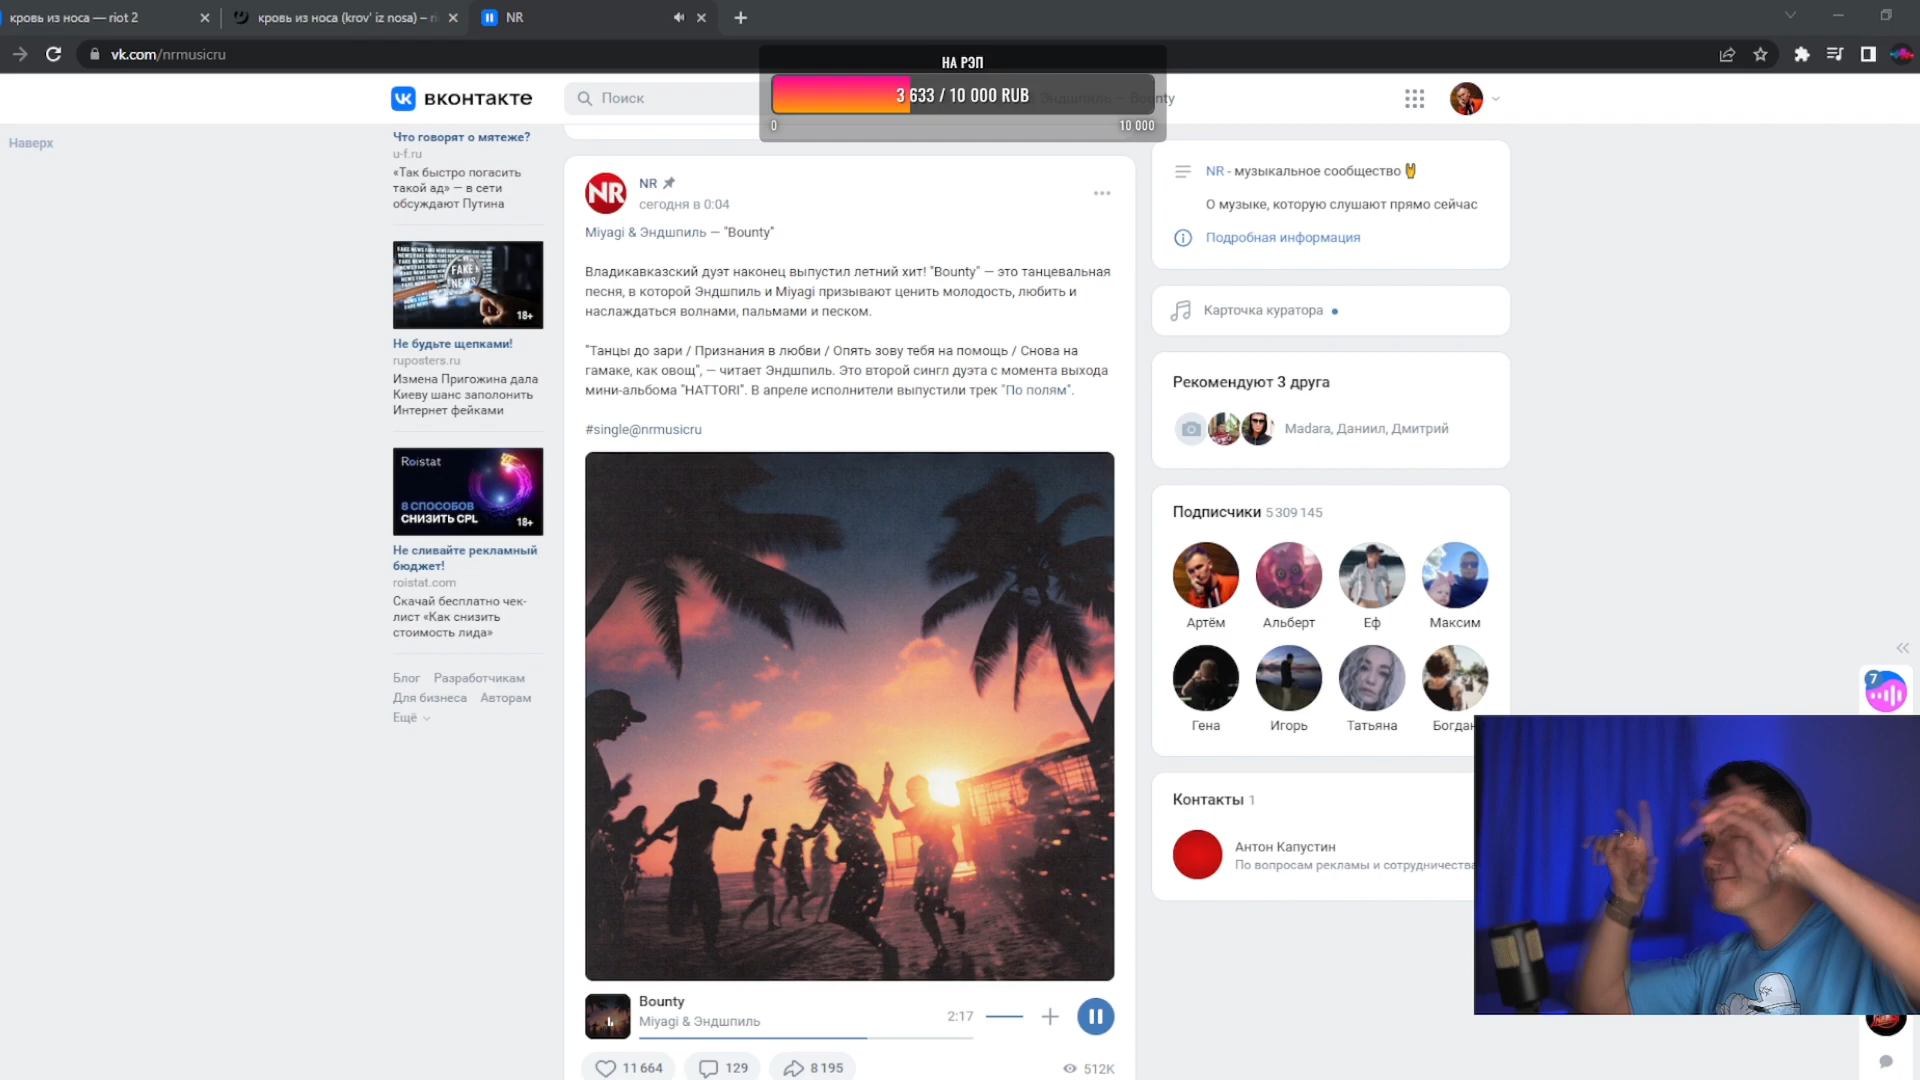 кровь из носа — riot 2
кровь из носа (krov' iz nosa) – ri
NR
vk.com/nrmusicru
НА РЭП
3 633 / 10 000 RUB
0
10 000
вконтакте
Поиск
Эндшпиль — Bounty
Наверх
Что говорят о мятеже?
u-f.ru
«Так быстро погасить
такой ад» — в сети
обсуждают Путина
FAKE NEWS
18+
Не будьте щепками!
ruposters.ru
Измена Пригожина дала
Киеву шанс заполонить
Интернет фейками
Roistat
8 СПОСОБОВ
СНИЗИТЬ CPL
18+
Не сливайте рекламный
бюджет!
roistat.com
Скачай бесплатно чек-
лист «Как снизить
стоимость лида»
Блог Разработчикам
Для бизнеса Авторам
Ещё
NR
NR
сегодня в 0:04
Miyagi & Эндшпиль — "Bounty"
Владикавказский дуэт наконец выпустил летний хит! "Bounty" — это танцевальная
песня, в которой Эндшпиль и Miyagi призывают ценить молодость, любить и
наслаждаться волнами, пальмами и песком.
"Танцы до зари / Признания в любви / Опять зову тебя на помощь / Снова на
гамаке, как овощ", — читает Эндшпиль. Это второй сингл дуэта с момента выхода
мини-альбома "HATTORI". В апреле исполнители выпустили трек "По полям".
#single@nrmusicru
Bounty
Miyagi & Эндшпиль
2:17
11 664
129
8 195
512K
NR - музыкальное сообщество
О музыке, которую слушают прямо сейчас
Подробная информация
Карточка куратора
Рекомендуют 3 друга
Madara, Даниил, Дмитрий
Подписчики 5 309 145
Артём
Альберт
Еф
Максим
Гена
Игорь
Татьяна
Богдан
Контакты 1
Антон Капустин
По вопросам рекламы и сотрудничества
7